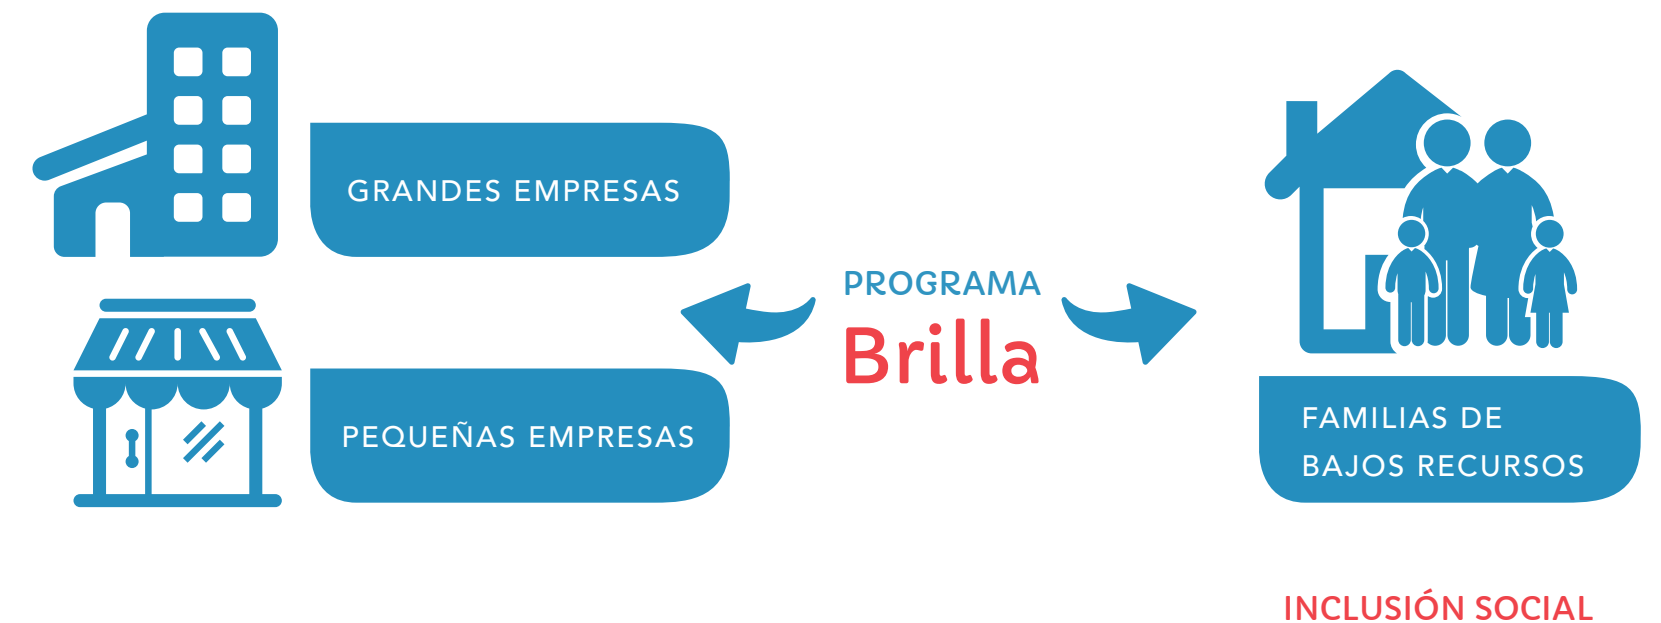 GRANDES EMPRESAS
PEQUEÑAS EMPRESAS
PROGRAMA
Brilla
FAMILIAS DE
BAJOS RECURSOS
INCLUSIÓN SOCIAL